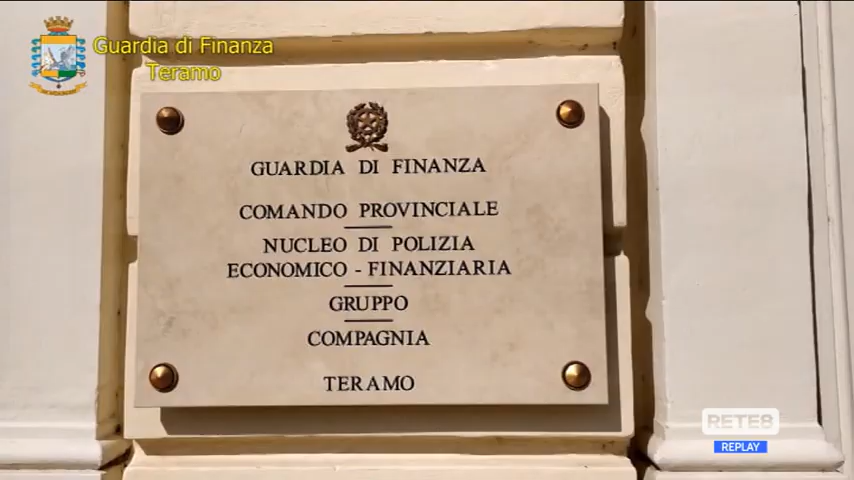 Guardia di Finanza
Teramo
GUARDIA DI FINANZA
COMANDO PROVINCIALE
NUCLEO DI POLIZIA
ECONOMICO - FINANZIARIA
GRUPPO
COMPAGNIA
TERAMO
RETE8
REPLAY